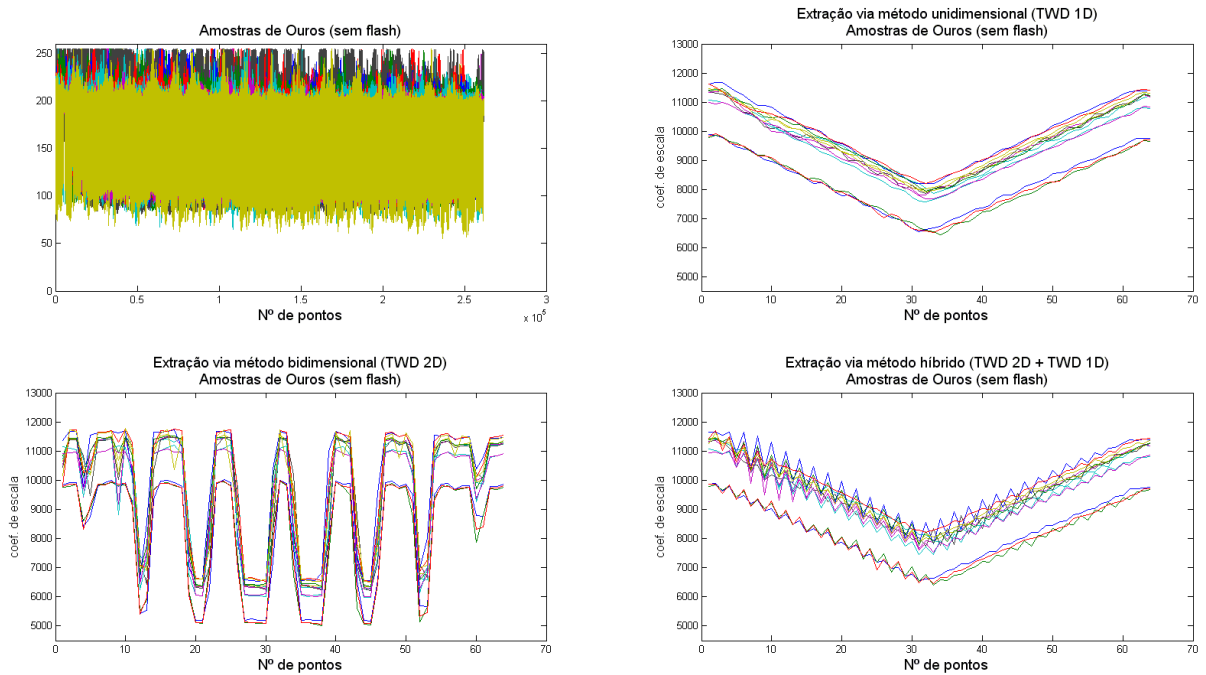 Amostras de Ouros (sem flash)
250
200
150
100
50
0
0 0.5 1 1.5 2 2.5 3
Nº de pontos
x 10⁵
Extração via método unidimensional (TWD 1D)
Amostras de Ouros (sem flash)
coef. de escala
13000
12000
11000
10000
9000
8000
7000
6000
5000
0 10 20 30 40 50 60 70
Nº de pontos
Extração via método bidimensional (TWD 2D)
Amostras de Ouros (sem flash)
coef. de escala
13000
12000
11000
10000
9000
8000
7000
6000
5000
0 10 20 30 40 50 60 70
Nº de pontos
Extração via método híbrido (TWD 2D + TWD 1D)
Amostras de Ouros (sem flash)
coef. de escala
13000
12000
11000
10000
9000
8000
7000
6000
5000
0 10 20 30 40 50 60 70
Nº de pontos